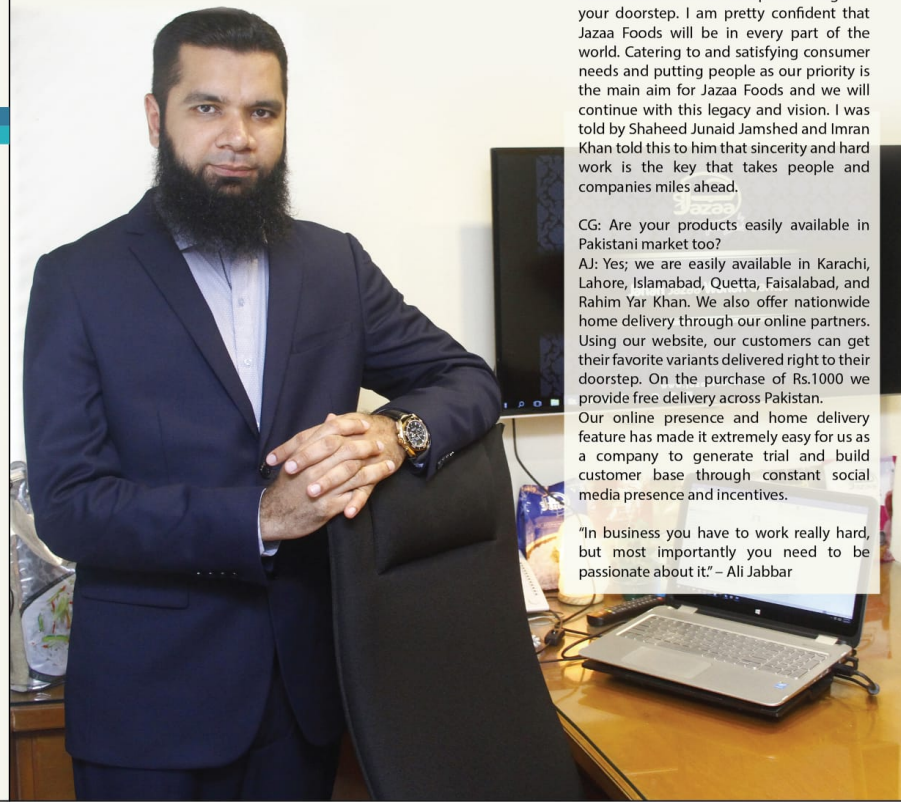 your doorstep. I am pretty confident that
Jazaa Foods will be in every part of the
world. Catering to and satisfying consumer
needs and putting people as our priority is
the main aim for Jazaa Foods and we will
continue with this legacy and vision. I was
told by Shaheed Junaid Jamshed and Imran
Khan told this to him that sincerity and hard
work is the key that takes people and
companies miles ahead.
CG: Are your products easily available in
Pakistani market too?
AJ: Yes; we are easily available in Karachi,
Lahore, Islamabad, Quetta, Faisalabad, and
Rahim Yar Khan. We also offer nationwide
home delivery through our online partners.
Using our website, our customers can get
their favorite variants delivered right to their
doorstep. On the purchase of Rs.1000 we
provide free delivery across Pakistan.
Our online presence and home delivery
feature has made it extremely easy for us as
a company to generate trial and build
customer base through constant social
media presence and incentives.
“In business you have to work really hard,
but most importantly you need to be
passionate about it.” – Ali Jabbar
Jazaa